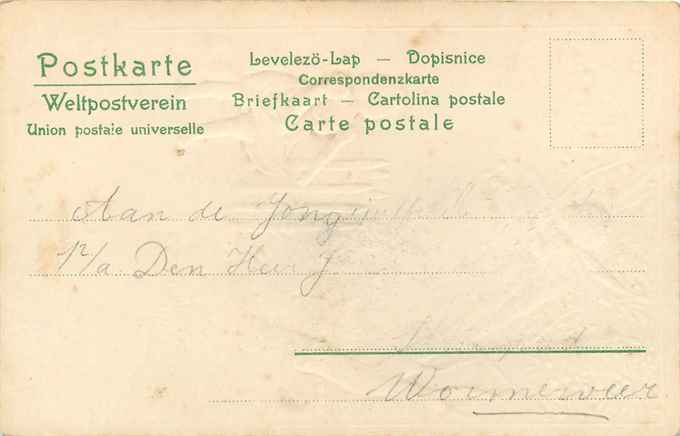 Postkarte
Weltpostverein
Union postale universelle
Levelezö-Lap — Dopisnice
Correspondenzkarte
Briefkaart — Cartolina postale
Carte postale
Aan de
p/a Den Heer J
Wormerveer